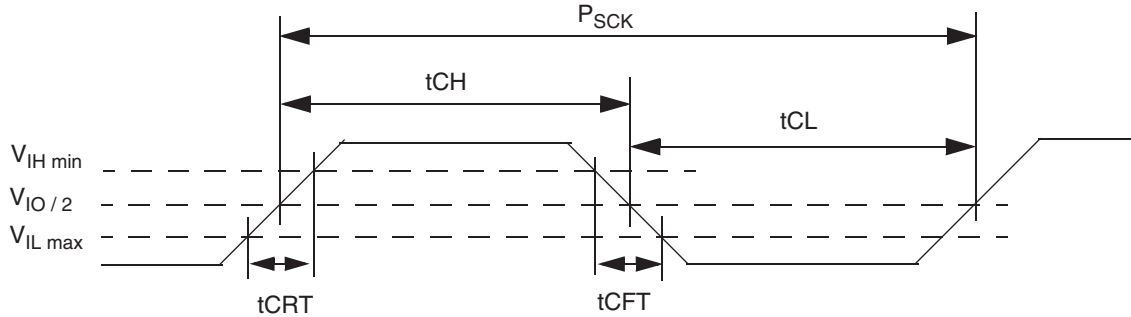 PSCK
tCH
tCL
VIH min
VIO / 2
VIL max
tCRT
tCFT